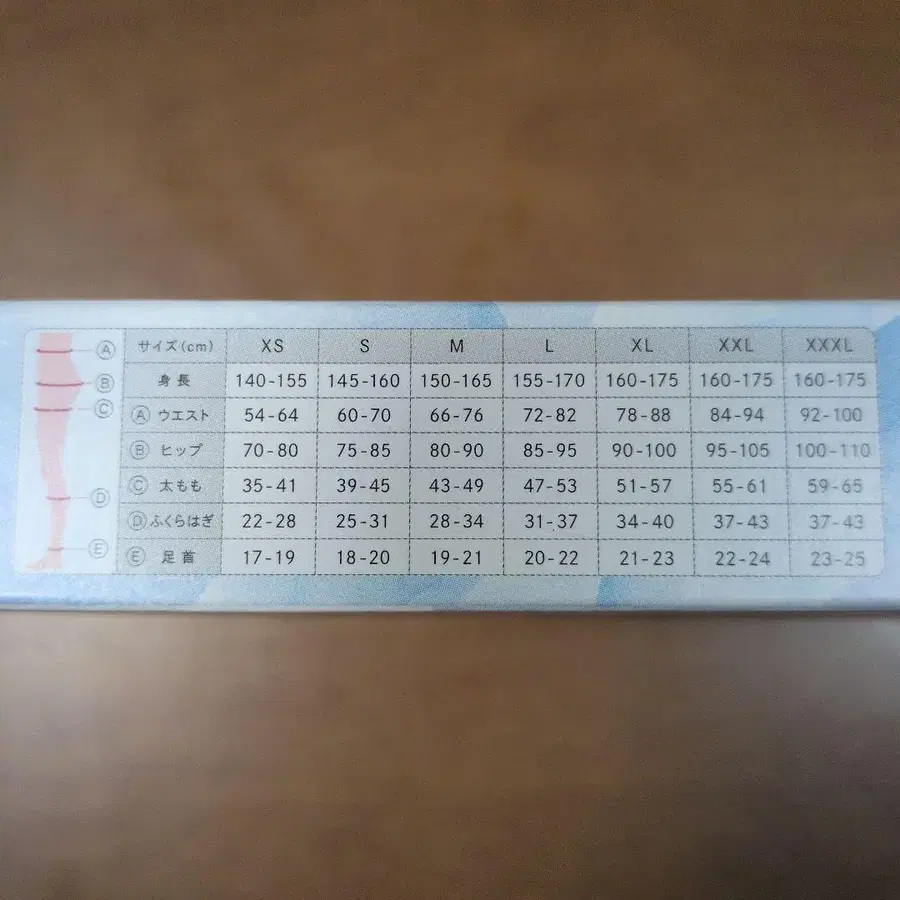 サイズ(cm) XS S M L XL XXL XXXL
身長 140-155 145-160 150-165 155-170 160-175 160-175 160-175
Ⓐ ウエスト 54-64 60-70 66-76 72-82 78-88 84-94 92-100
Ⓑ ヒップ 70-80 75-85 80-90 85-95 90-100 95-105 100-110
Ⓒ 太もも 35-41 39-45 43-49 47-53 51-57 55-61 59-65
Ⓓ ふくらはぎ 22-28 25-31 28-34 31-37 34-40 37-43 37-43
Ⓔ 足首 17-19 18-20 19-21 20-22 21-23 22-24 23-25
Ⓐ
Ⓑ
Ⓒ
Ⓓ
Ⓔ